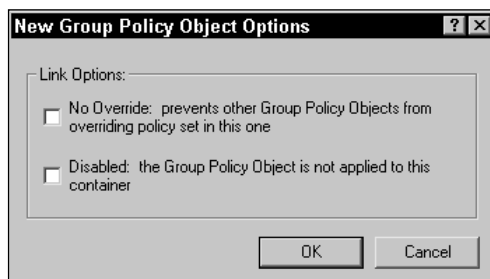 New Group Policy Object Options
Link Options:
No Override: prevents other Group Policy Objects from
overriding policy set in this one
Disabled: the Group Policy Object is not applied to this
container
OK
Cancel